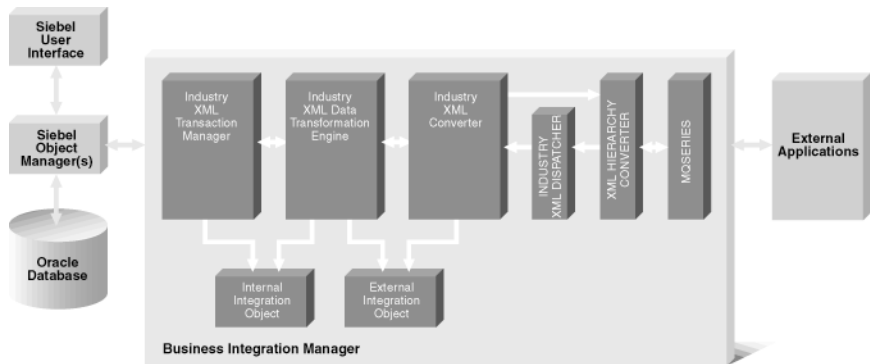 Siebel
User
Interface
Siebel
Object
Manager(s)
Oracle
Database
Industry
XML
Transaction
Manager
Industry
XML Data
Transformation
Engine
Industry
XML
Converter
INDUSTRY
XML DISPATCHER
XML HIERARCHY
CONVERTER
MQSERIES
External
Applications
Internal
Integration
Object
External
Integration
Object
Business Integration Manager